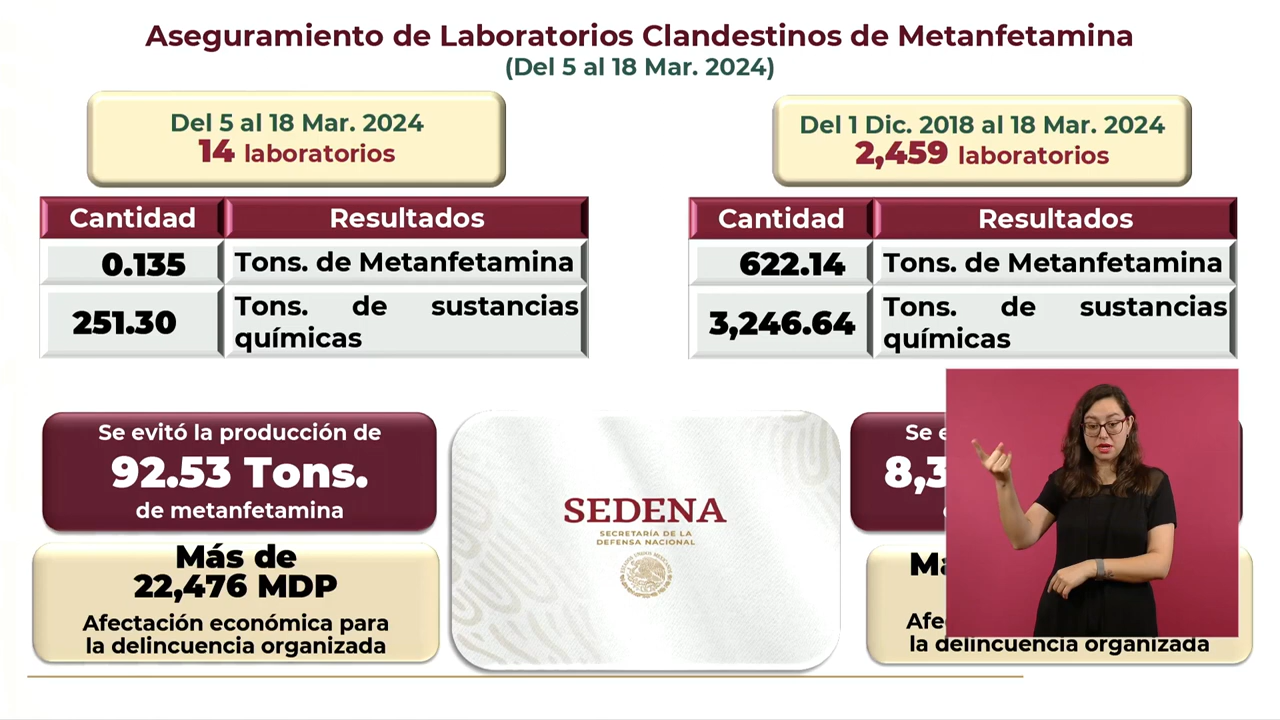 Aseguramiento de Laboratorios Clandestinos de Metanfetamina
(Del 5 al 18 Mar. 2024)
Del 5 al 18 Mar. 2024
14 laboratorios
Cantidad Resultados
0.135 Tons. de Metanfetamina
251.30 Tons. de sustancias
químicas
Se evitó la producción de
92.53 Tons.
de metanfetamina
Más de
22,476 MDP
Afectación económica para
la delincuencia organizada
SEDENA
SECRETARÍA DE LA
DEFENSA NACIONAL
Del 1 Dic. 2018 al 18 Mar. 2024
2,459 laboratorios
Cantidad Resultados
622.14 Tons. de Metanfetamina
3,246.64 Tons. de sustancias
químicas
Se
la delincuencia organizada